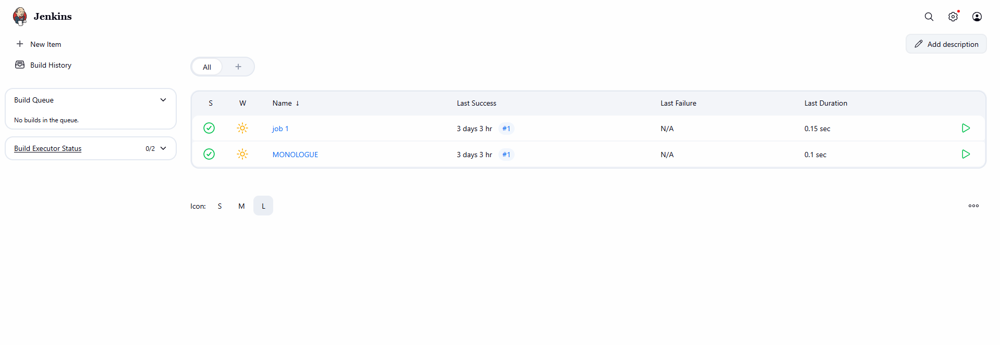 Jenkins
New Item
Add description
Build History
All
Build Queue
No builds in the queue.
Build Executor Status 0/2
S W Name ↓ Last Success Last Failure Last Duration
job 1 3 days 3 hr #1 N/A 0.15 sec
MONOLOGUE 3 days 3 hr #1 N/A 0.1 sec
Icon: S M L